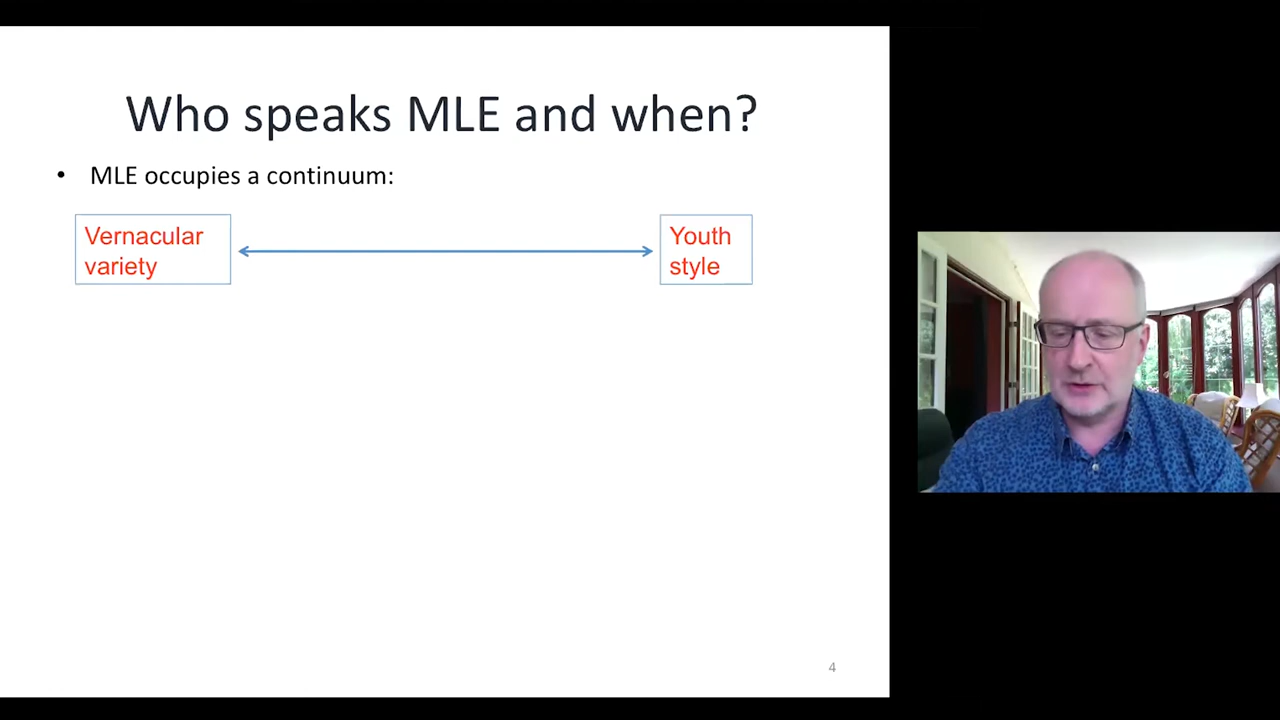 Who speaks MLE and when?
• MLE occupies a continuum:
Vernacular
variety
Youth
style
4